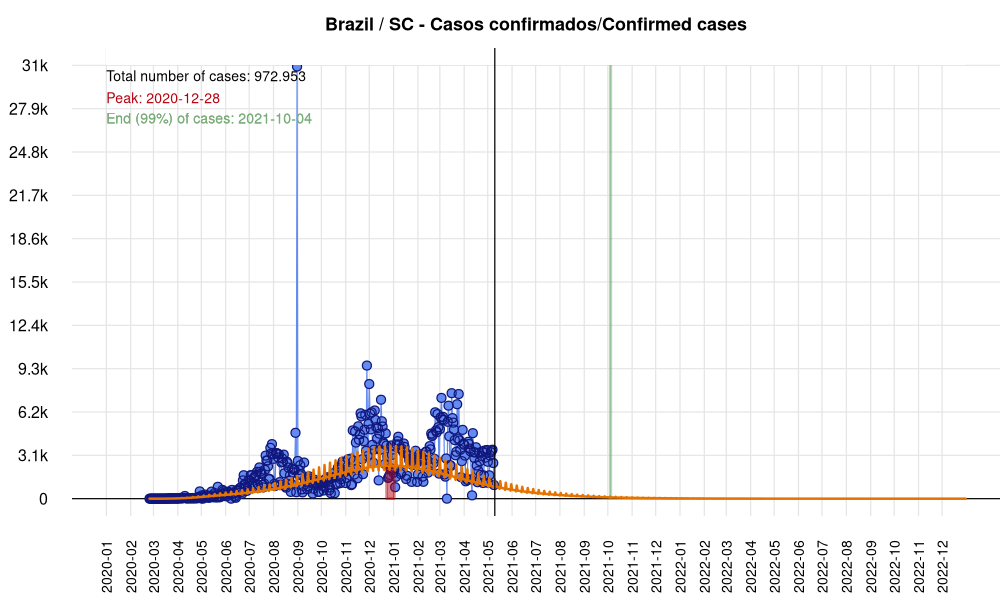 Brazil / SC - Casos confirmados/Confirmed cases
Total number of cases: 972.953
Peak: 2020-12-28
End (99%) of cases: 2021-10-04
31k
27.9k
24.8k
21.7k
18.6k
15.5k
12.4k
9.3k
6.2k
3.1k
0
2020-01
2020-02
2020-03
2020-04
2020-05
2020-06
2020-07
2020-08
2020-09
2020-10
2020-11
2020-12
2021-01
2021-02
2021-03
2021-04
2021-05
2021-06
2021-07
2021-08
2021-09
2021-10
2021-11
2021-12
2022-01
2022-02
2022-03
2022-04
2022-05
2022-06
2022-07
2022-08
2022-09
2022-10
2022-11
2022-12